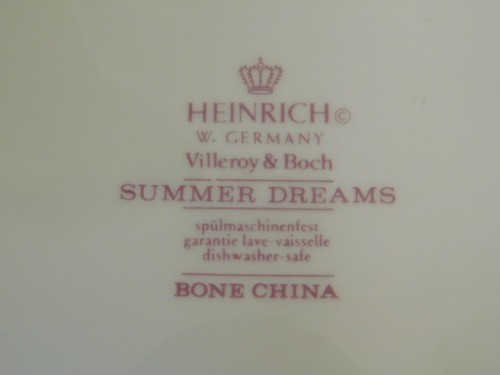 HEINRICH©
W. GERMANY
Villeroy & Boch
SUMMER DREAMS
spülmaschinenfest
garantie lave-vaisselle
dishwasher-safe
BONE CHINA